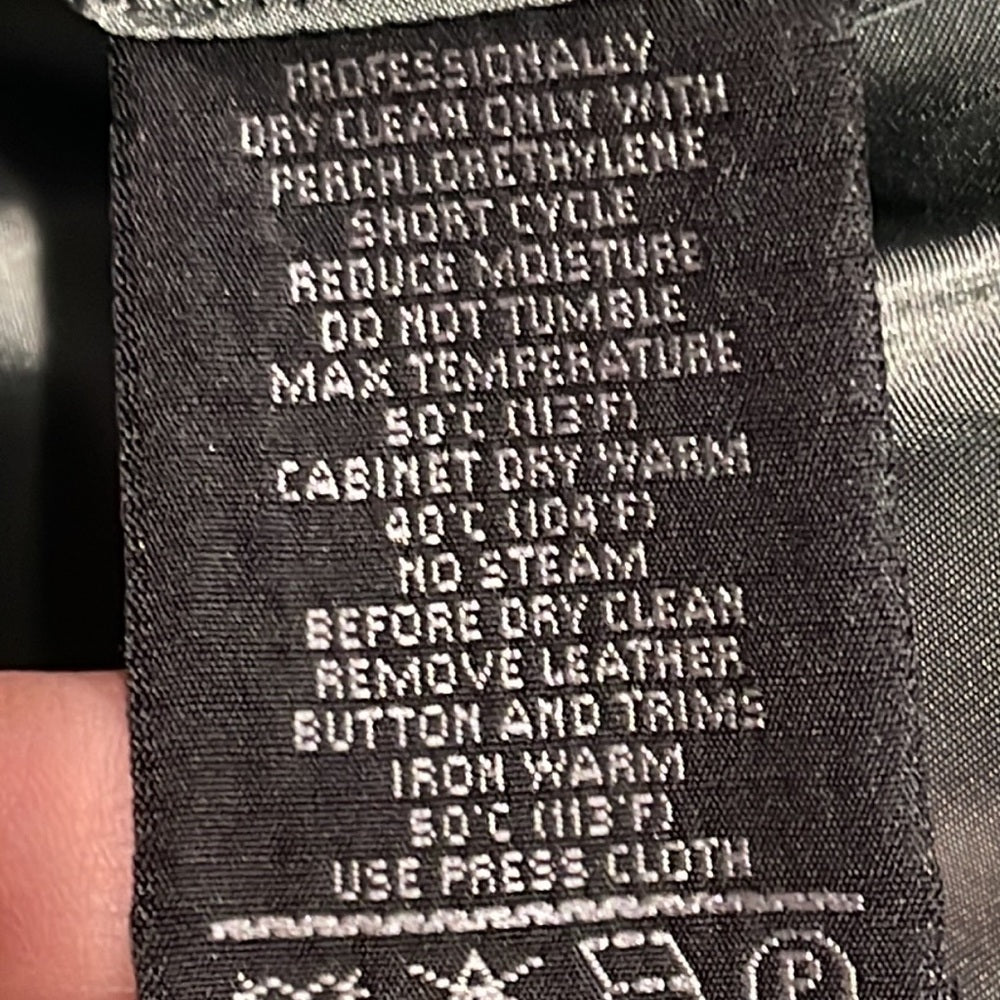 PROFESSIONALLY
DRY CLEAN ONLY WITH
PERCHLORETHYLENE
SHORT CYCLE
REDUCE MOISTURE
DO NOT TUMBLE
MAX TEMPERATURE
50°C (113°F)
CABINET DRY WARM
40°C (104°F)
NO STEAM
BEFORE DRY CLEAN
REMOVE LEATHER
BUTTON AND TRIMS
IRON WARM
50°C (113°F)
USE PRESS CLOTH
P